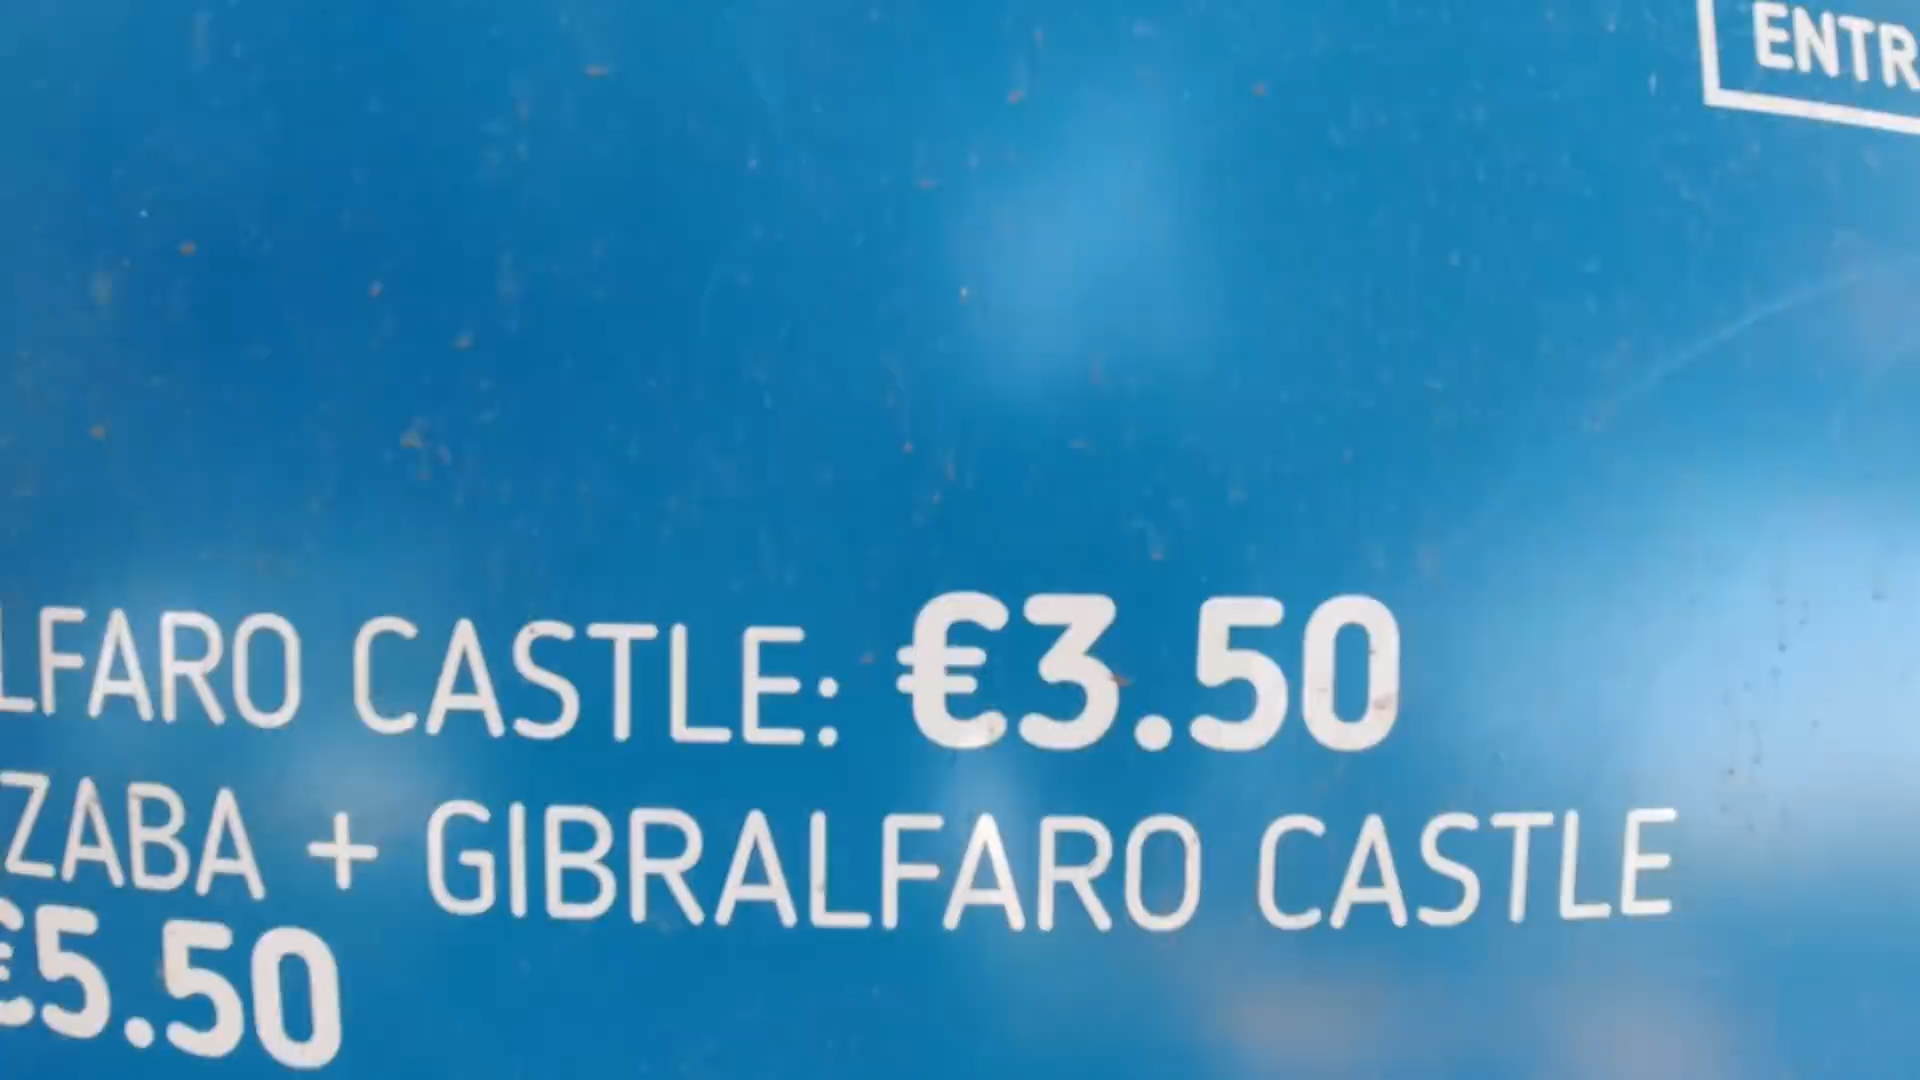 ENTR
LFARO CASTLE: €3.50
ZABA + GIBRALFARO CASTLE
€5.50